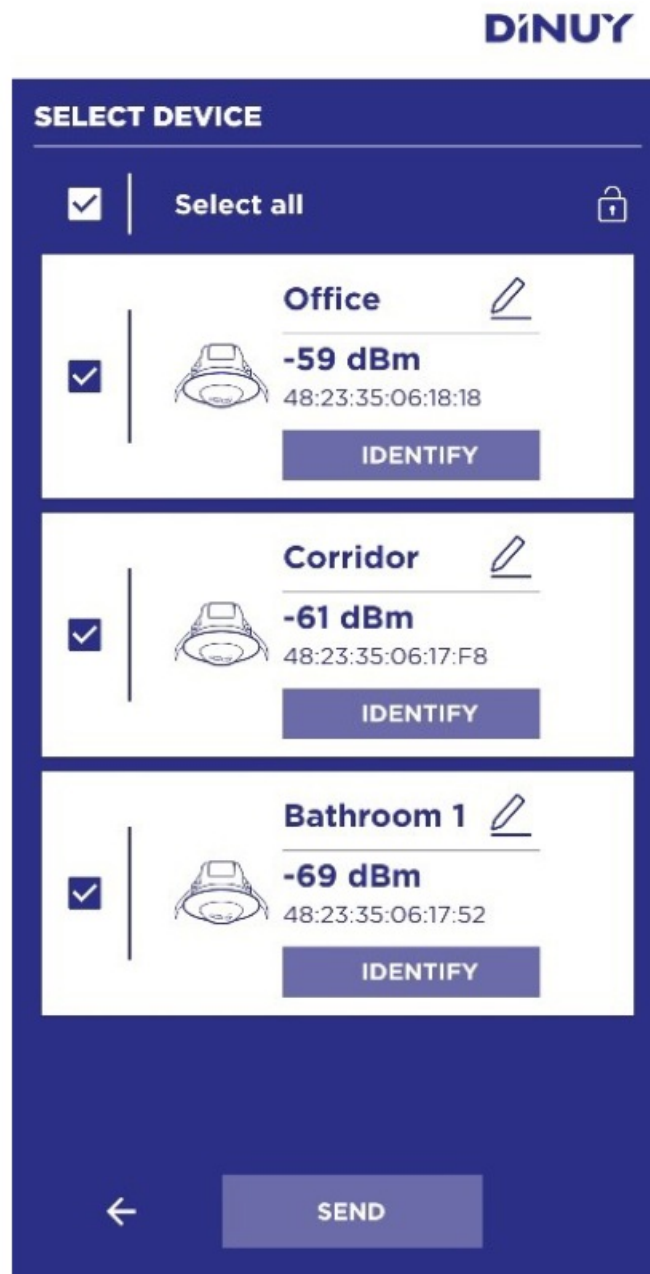 DiNUY
SELECT DEVICE
Select all
Office
-59 dBm
48:23:35:06:18:18
IDENTIFY
Corridor
-61 dBm
48:23:35:06:17:F8
IDENTIFY
Bathroom 1
-69 dBm
48:23:35:06:17:52
IDENTIFY
SEND